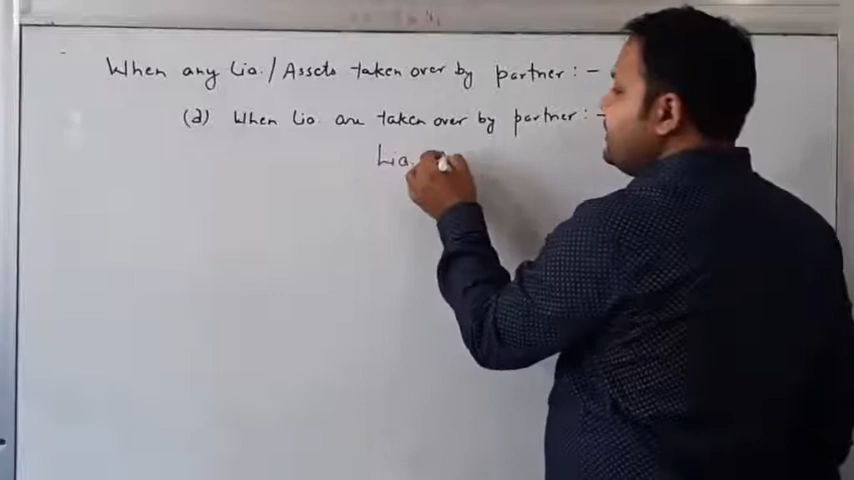 When any Lia. / Assets taken over by partner : -
(a) When Lia. are taken over by partner : -
Lia.